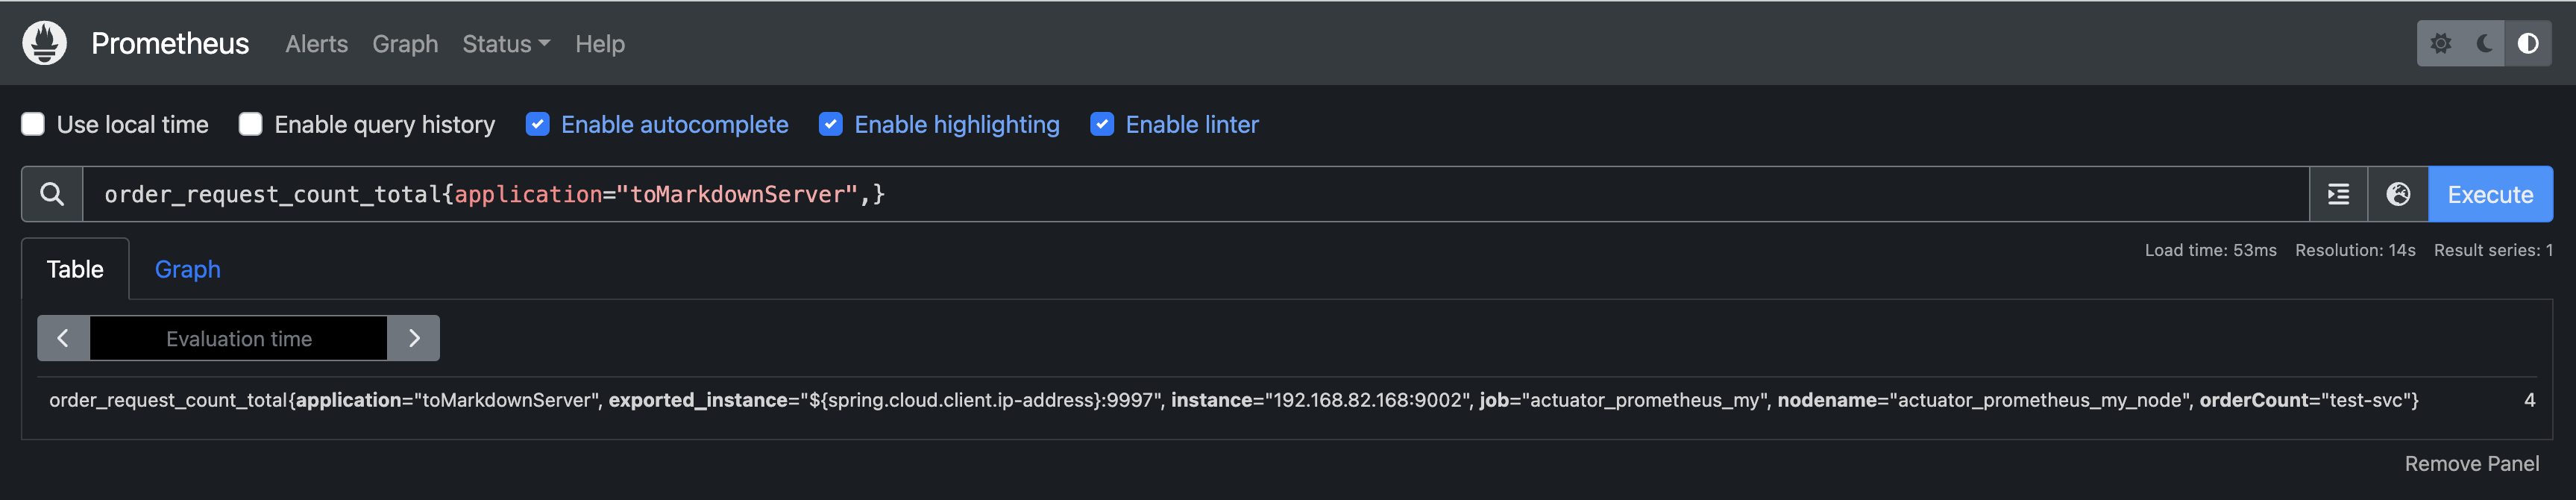 Prometheus Alerts Graph Status Help
Use local time Enable query history Enable autocomplete Enable highlighting Enable linter
order_request_count_total{application="toMarkdownServer",} Execute
Table Graph Load time: 53ms Resolution: 14s Result series: 1
Evaluation time
order_request_count_total{application="toMarkdownServer", exported_instance="${spring.cloud.client.ip-address}:9997", instance="192.168.82.168:9002", job="actuator_prometheus_my", nodename="actuator_prometheus_my_node", orderCount="test-svc"} 4
Remove Panel